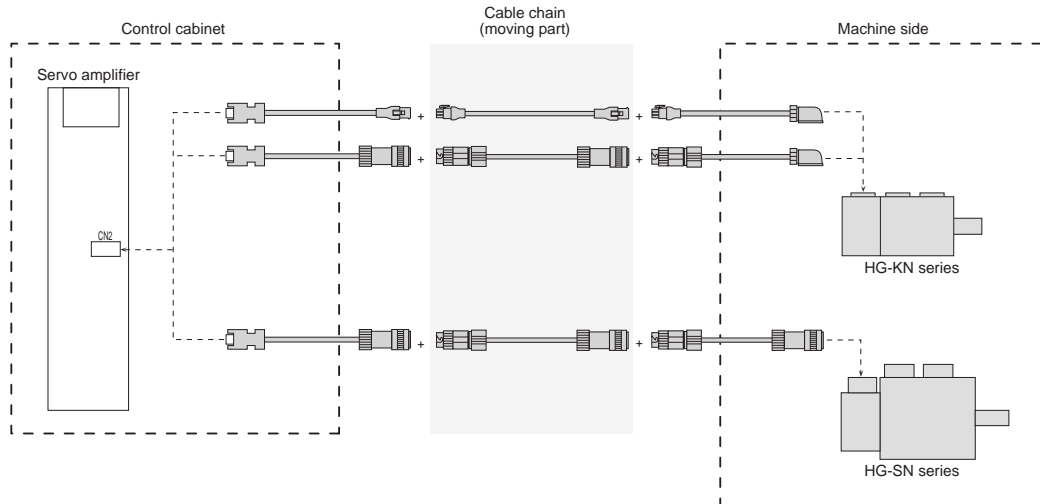 Control cabinet
Cable chain
(moving part)
Machine side
Servo amplifier
+
+
+
+
CN2
HG-KN series
+
+
HG-SN series